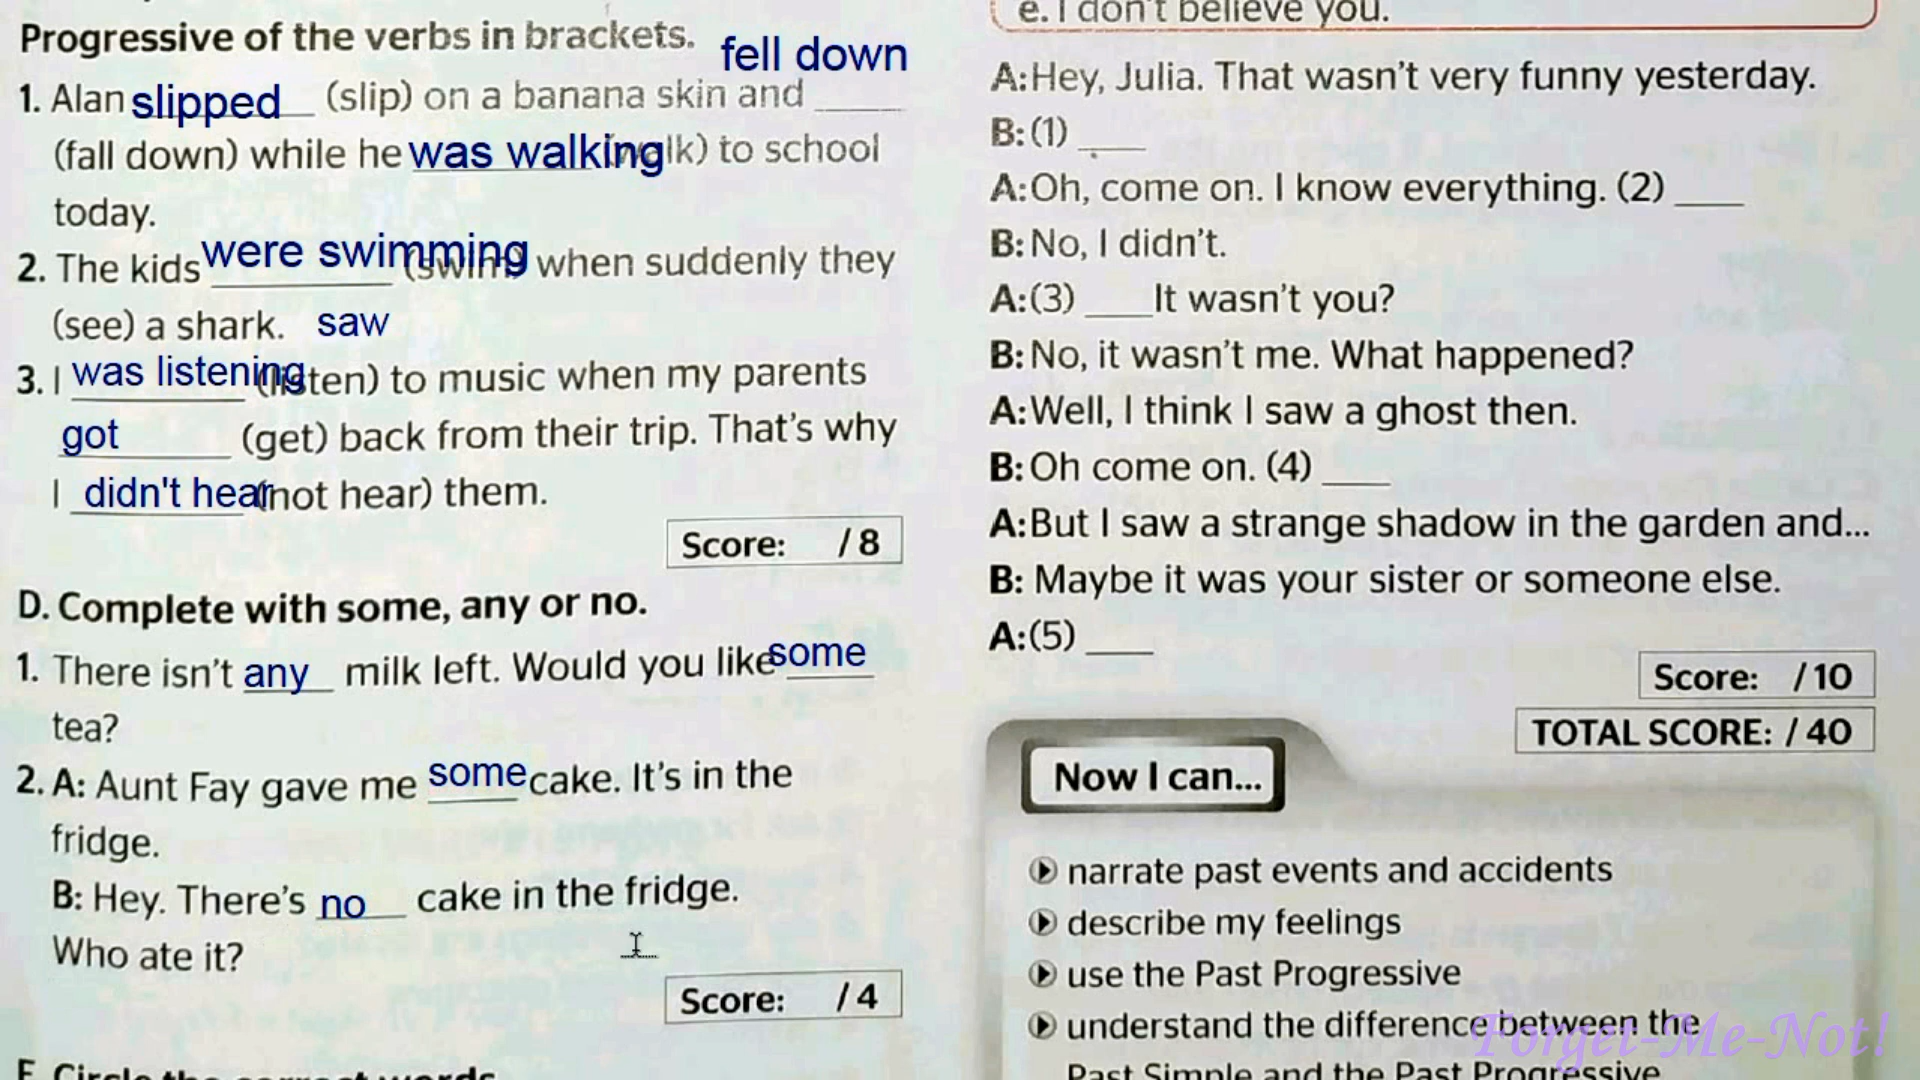 Progressive of the verbs in brackets.
fell down
1. Alan slipped (slip) on a banana skin and ____
(fall down) while he was walking lk) to school
today.
2. The kids were swimming (swim) when suddenly they
(see) a shark. saw
3. I was listening (listen) to music when my parents
got (get) back from their trip. That's why
I didn't hear (not hear) them.
Score: /8
D. Complete with some, any or no.
1. There isn't any milk left. Would you like some
tea?
2. A: Aunt Fay gave me some cake. It's in the
fridge.
B: Hey. There's no cake in the fridge.
Who ate it?
Score: /4
e. I don't believe you.
A: Hey, Julia. That wasn't very funny yesterday.
B: (1) ____
A: Oh, come on. I know everything. (2) ____
B: No, I didn't.
A: (3) ____ It wasn't you?
B: No, it wasn't me. What happened?
A: Well, I think I saw a ghost then.
B: Oh come on. (4) ____
A: But I saw a strange shadow in the garden and...
B: Maybe it was your sister or someone else.
A: (5) ____
Score: /10
TOTAL SCORE: /40
Now I can...
narrate past events and accidents
describe my feelings
use the Past Progressive
understand the difference between the
Past Simple and the Past Progressive
Forget-Me-Not!